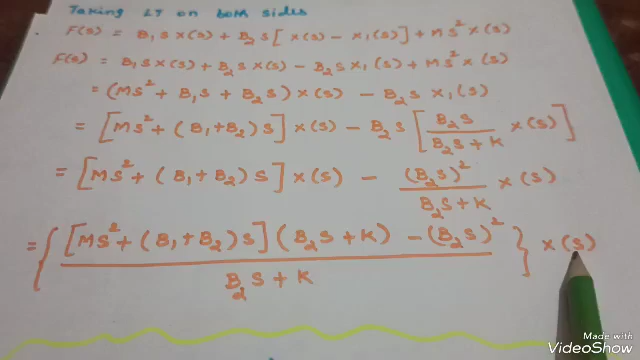 Taking LT on both sides
F(s) = B₁ s X(s) + B₂ s [ X(s) - X₁(s) ] + Ms² X(s)
F(s) = B₁ s X(s) + B₂ s X(s) - B₂ s X₁(s) + Ms² X(s)
= (Ms² + B₁ s + B₂ s) X(s) - B₂ s X₁(s)
= [Ms² + (B₁ + B₂) s] X(s) - B₂ s [ B₂ s / B₂ s + K X(s) ]
= [Ms² + (B₁ + B₂) s] X(s) - (B₂ s)² / B₂ s + K X(s)
= { [Ms² + (B₁ + B₂) s] (B₂ s + K) - (B₂ s)² / B₂ s + K } X(s)
Made with
VideoShow